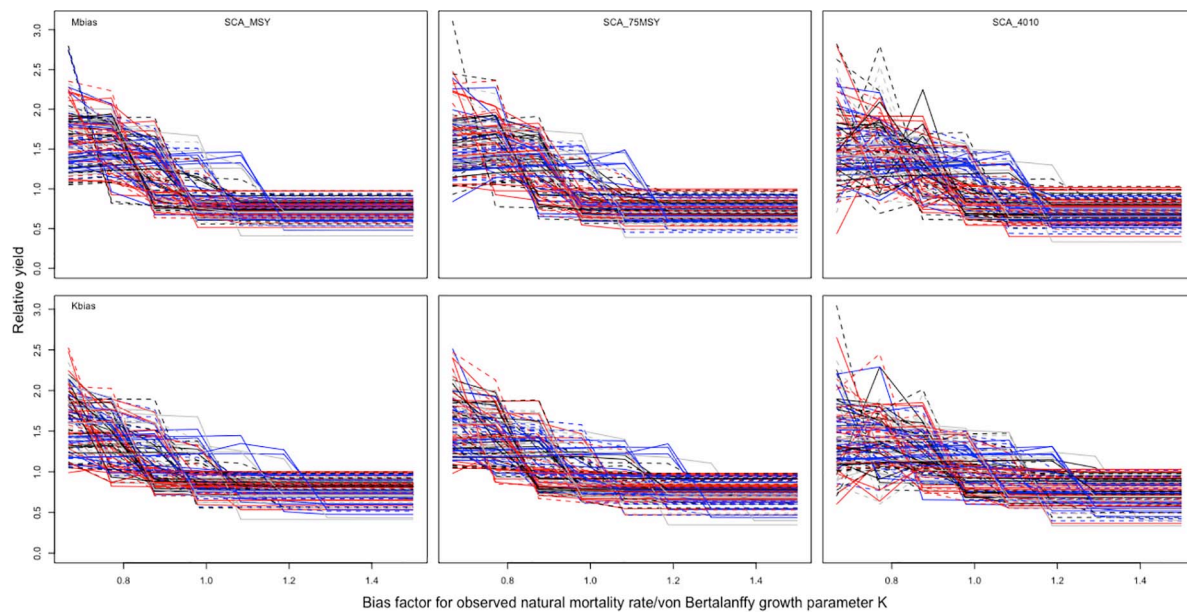 Mbias
SCA_MSY
SCA_75MSY
SCA_4010
0.0 0.5 1.0 1.5 2.0 2.5 3.0
Relative yield
Kbias
0.0 0.5 1.0 1.5 2.0 2.5 3.0
0.8 1.0 1.2 1.4
0.8 1.0 1.2 1.4
0.8 1.0 1.2 1.4
Bias factor for observed natural mortality rate/von Bertalanffy growth parameter K